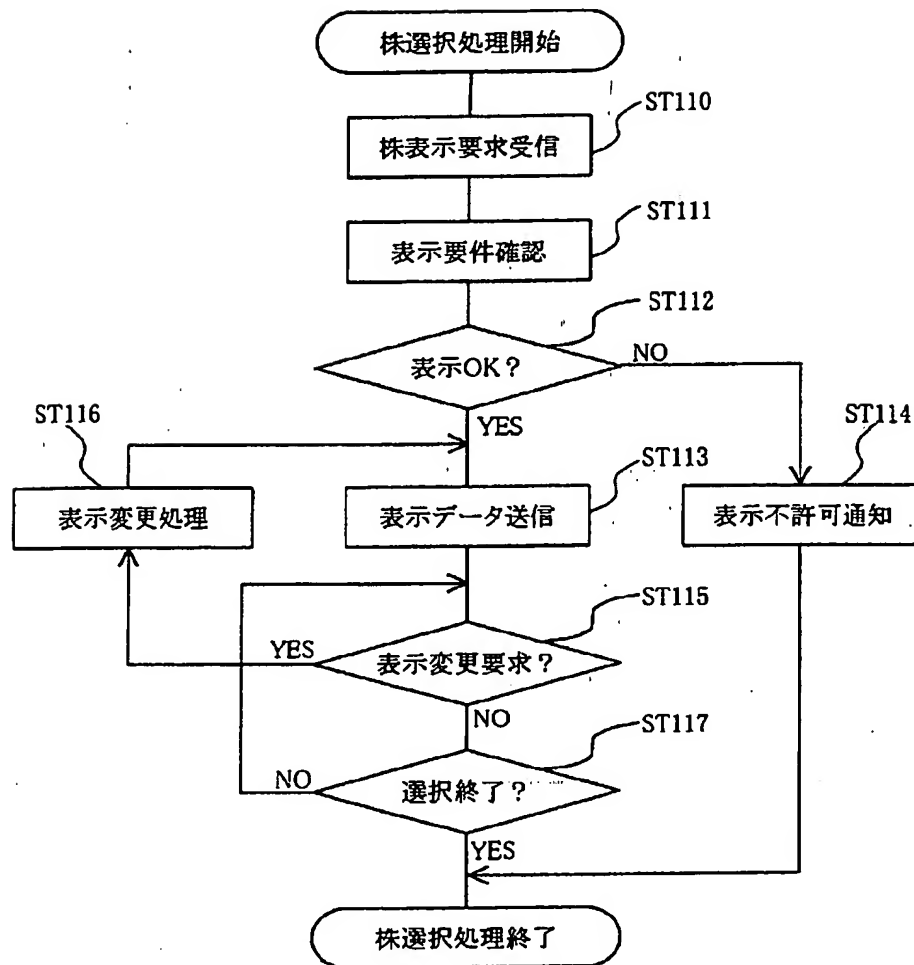 株選択処理開始
ST110
株表示要求受信
ST111
表示要件確認
ST112
表示OK?
NO
YES
ST116
ST114
ST113
表示変更処理
表示データ送信
表示不許可通知
ST115
YES
表示変更要求?
NO
ST117
NO
選択終了?
YES
株選択処理終了